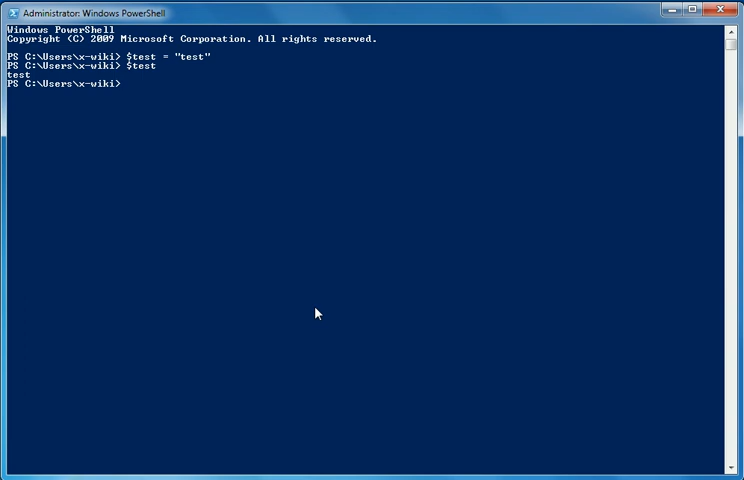 Administrator: Windows PowerShell
Windows PowerShell
Copyright (C) 2009 Microsoft Corporation. All rights reserved.
PS C:\Users\x-wiki> $test = "test"
PS C:\Users\x-wiki> $test
test
PS C:\Users\x-wiki>